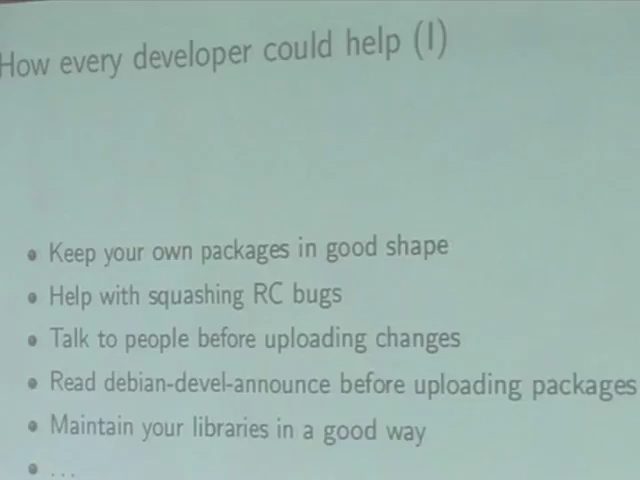 How every developer could help (I)
• Keep your own packages in good shape
• Help with squashing RC bugs
• Talk to people before uploading changes
• Read debian-devel-announce before uploading packages
• Maintain your libraries in a good way
• ...